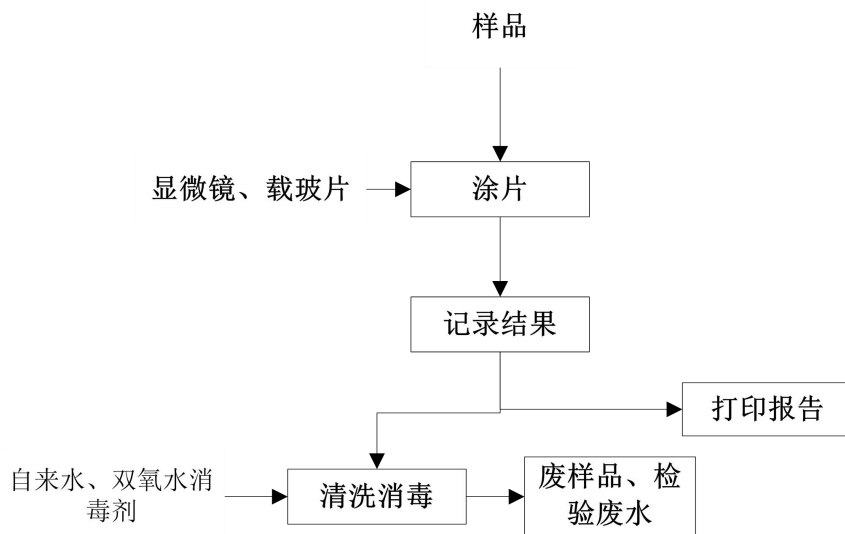 样品
显微镜、载玻片
涂片
记录结果
打印报告
自来水、双氧水消
毒剂
清洗消毒
废样品、检
验废水